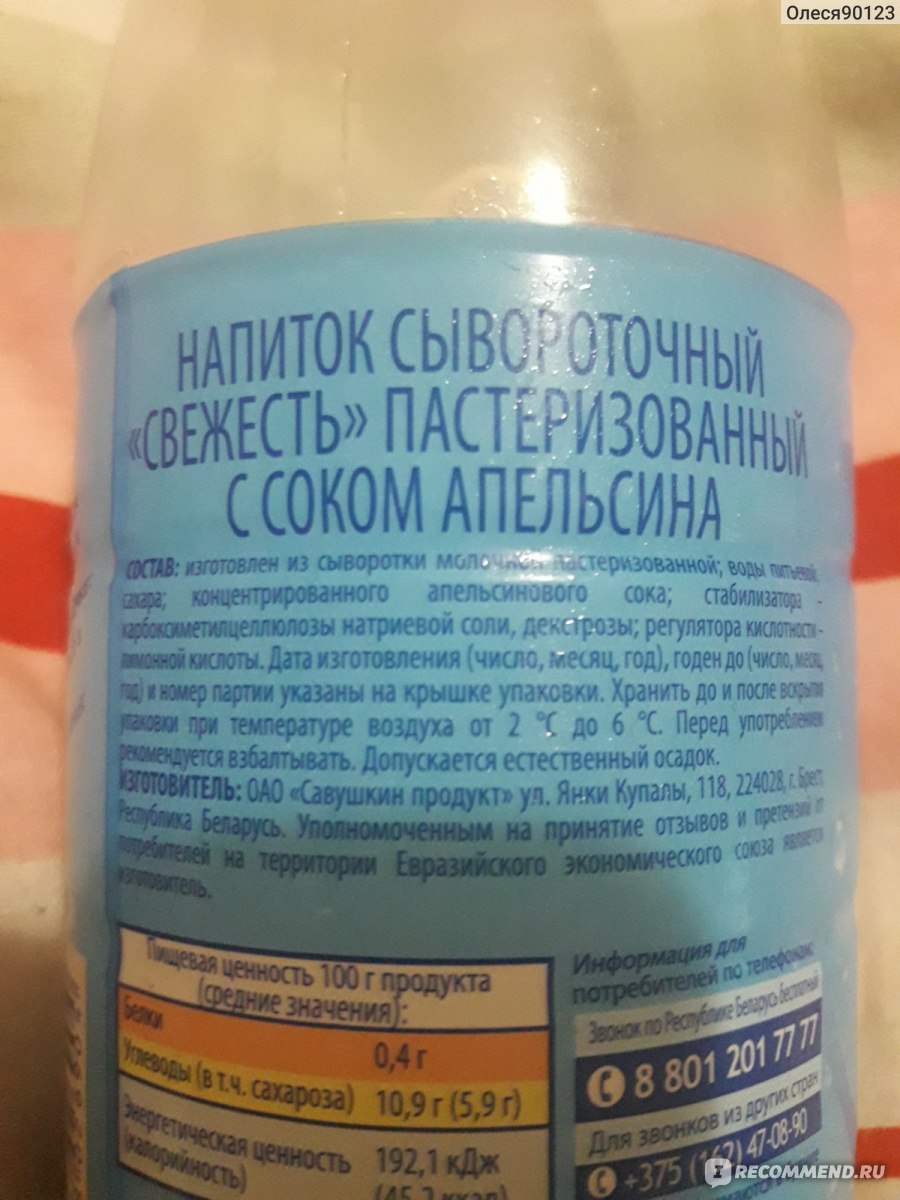 Олеся90123
НАПИТОК СЫВОРОТОЧНЫЙ
«СВЕЖЕСТЬ» ПАСТЕРИЗОВАННЫЙ
С СОКОМ АПЕЛЬСИНА
СОСТАВ: изготовлен из сыворотки молочной пастеризованной; воды питьевой;
сахара; концентрированного апельсинового сока; стабилизатора –
карбоксиметилцеллюлозы натриевой соли, декстрозы; регулятора кислотности –
лимонной кислоты. Дата изготовления (число, месяц, год), годен до (число, месяц,
год) и номер партии указаны на крышке упаковки. Хранить до и после вскрытия
упаковки при температуре воздуха от 2 °C до 6 °C. Перед употреблением
рекомендуется взбалтывать. Допускается естественный осадок.
ИЗГОТОВИТЕЛЬ: ОАО «Савушкин продукт» ул. Янки Купалы, 118, 224028, г. Брест,
Республика Беларусь. Уполномоченным на принятие отзывов и претензий от
потребителей на территории Евразийского экономического союза является
изготовитель.
Пищевая ценность 100 г продукта
(средние значения):
Белки
0,4 г
Углеводы (в т.ч. сахароза) 10,9 г (5,9 г)
Энергетическая ценность
(калорийность)
192,1 кДж
Информация для
потребителей по телефонам:
Звонок по Республике Беларусь бесплатный
8 801 201 77 77
Для звонков из других стран
+375 (162) 47-08-90
IRECOMMEND.RU